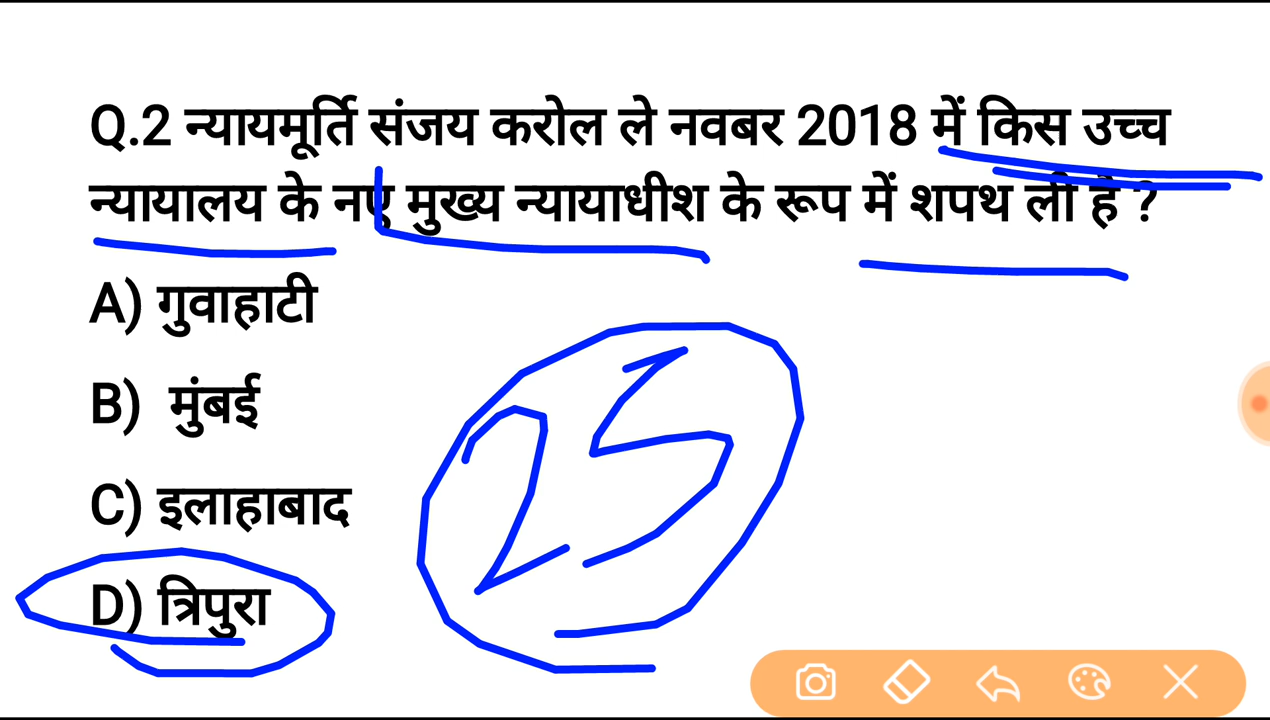 Q.2 न्यायमूर्ति संजय करोल ले नवबर 2018 में किस उच्च
न्यायालय के नए मुख्य न्यायाधीश के रूप में शपथ ली है ?
A) गुवाहाटी
B) मुंबई
C) इलाहाबाद
D) त्रिपुरा
25